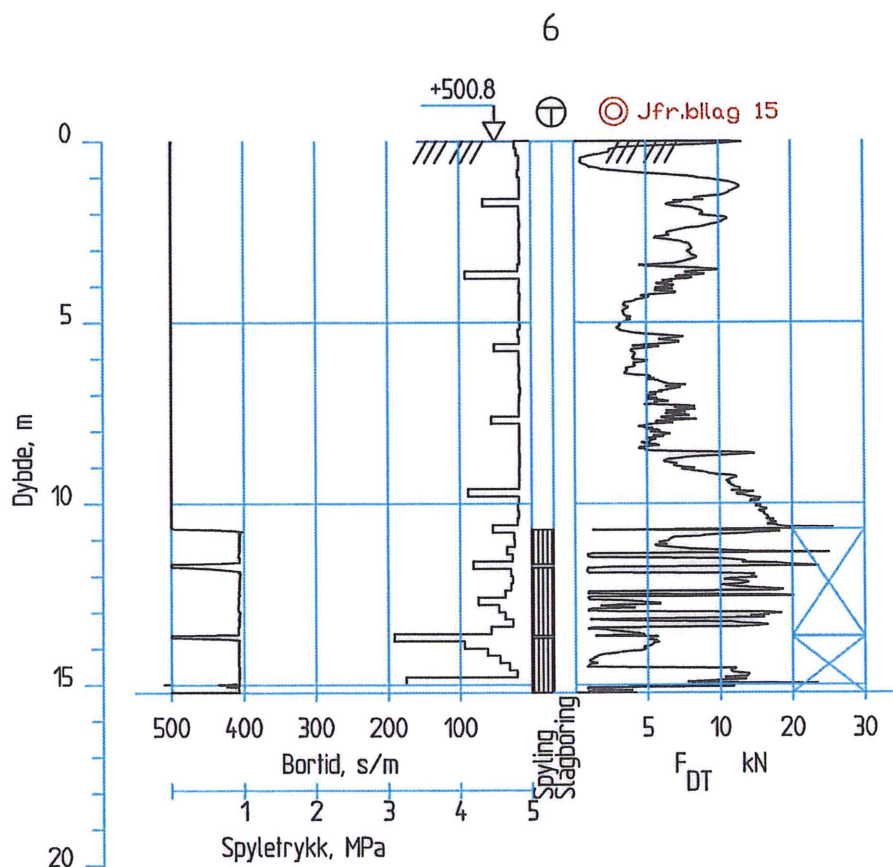 6
+500.8
Jfr.bilag 15
0
5
10
15
20
Dybde, m
500 400 300 200 100
Bortid, s/m
1 2 3 4 5
Spyletrykk, MPa
Spyling
Slagboring
5 10 20 30
F DT kN